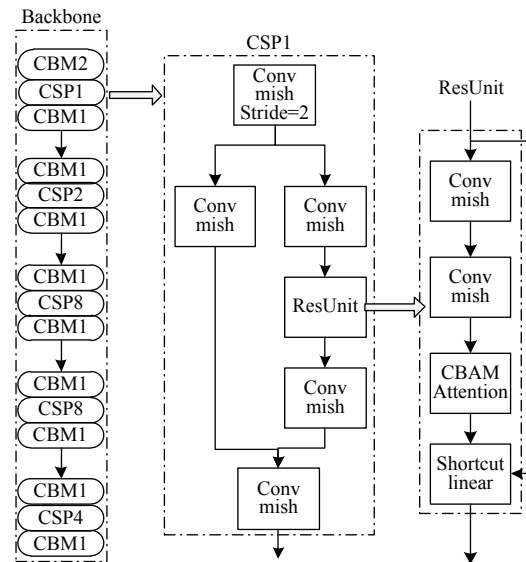 Backbone
CBM2
CSP1
CBM1
CBM1
CSP2
CBM1
CBM1
CSP8
CBM1
CBM1
CSP8
CBM1
CBM1
CSP4
CBM1
CSP1
Conv
mish
Stride=2
Conv
mish
Conv
mish
ResUnit
Conv
mish
Conv
mish
ResUnit
Conv
mish
Conv
mish
CBAM
Attention
Shortcut
linear